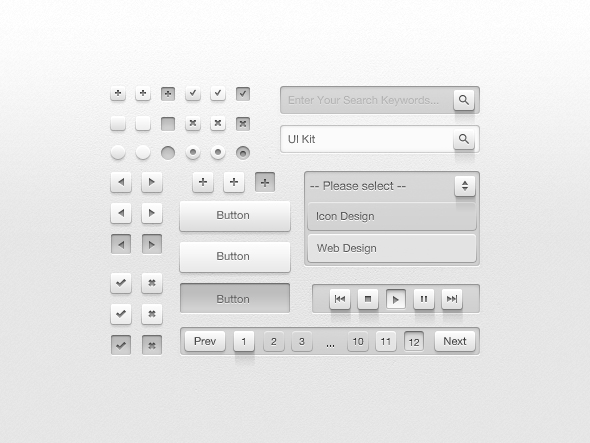 Enter Your Search Keywords...
UI Kit
-- Please select --
Icon Design
Web Design
Button
Button
Button
Prev 1 2 3 ... 10 11 12 Next